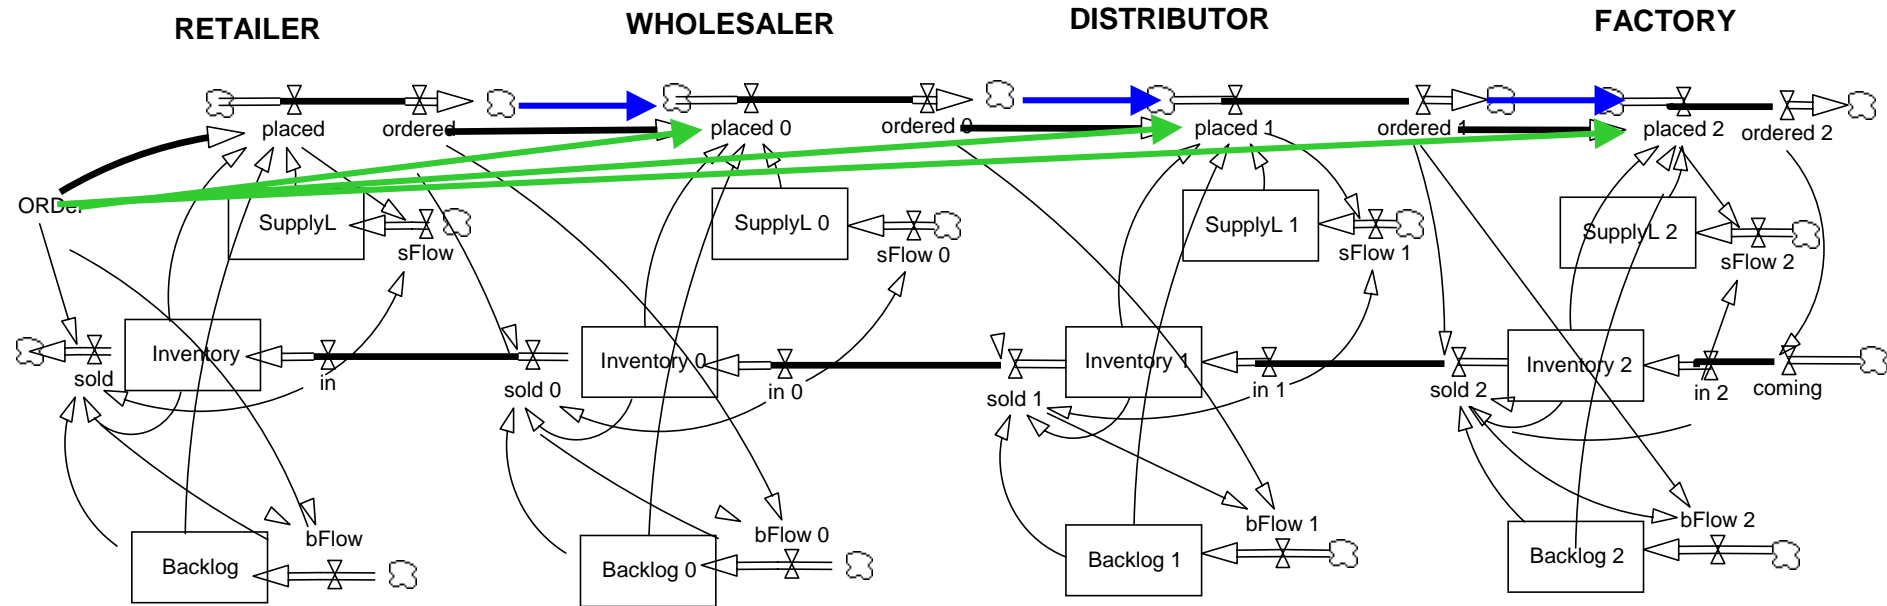 RETAILER
WHOLESALER
DISTRIBUTOR
FACTORY
placed
ordered
placed 0
ordered 0
placed 1
ordered 1
placed 2
ordered 2
ORDer
SupplyL
sFlow
SupplyL 0
sFlow 0
SupplyL 1
sFlow 1
SupplyL 2
sFlow 2
sold
Inventory
in
sold 0
Inventory 0
in 0
sold 1
Inventory 1
in 1
sold 2
Inventory 2
in 2
coming
Backlog
bFlow
Backlog 0
bFlow 0
Backlog 1
bFlow 1
Backlog 2
bFlow 2